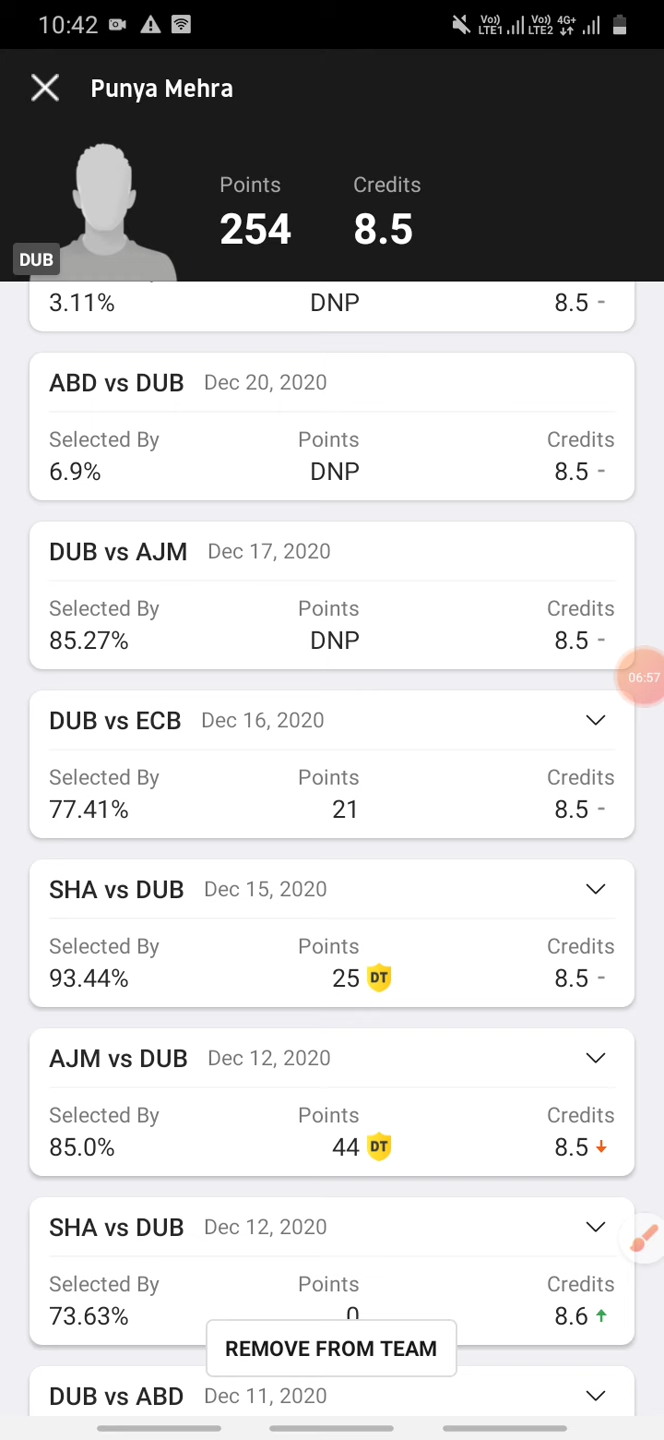 10:42 Vo)) LTE1 Vo)) LTE2 4G+
Punya Mehra
Points Credits
254 8.5
DUB
3.11% DNP 8.5 -
ABD vs DUB Dec 20, 2020
Selected By Points Credits
6.9% DNP 8.5 -
DUB vs AJM Dec 17, 2020
Selected By Points Credits
85.27% DNP 8.5 -
06:57
DUB vs ECB Dec 16, 2020
Selected By Points Credits
77.41% 21 8.5 -
SHA vs DUB Dec 15, 2020
Selected By Points Credits
93.44% 25 DT 8.5 -
AJM vs DUB Dec 12, 2020
Selected By Points Credits
85.0% 44 DT 8.5
SHA vs DUB Dec 12, 2020
Selected By Points Credits
73.63% 0 8.6
REMOVE FROM TEAM
DUB vs ABD Dec 11, 2020